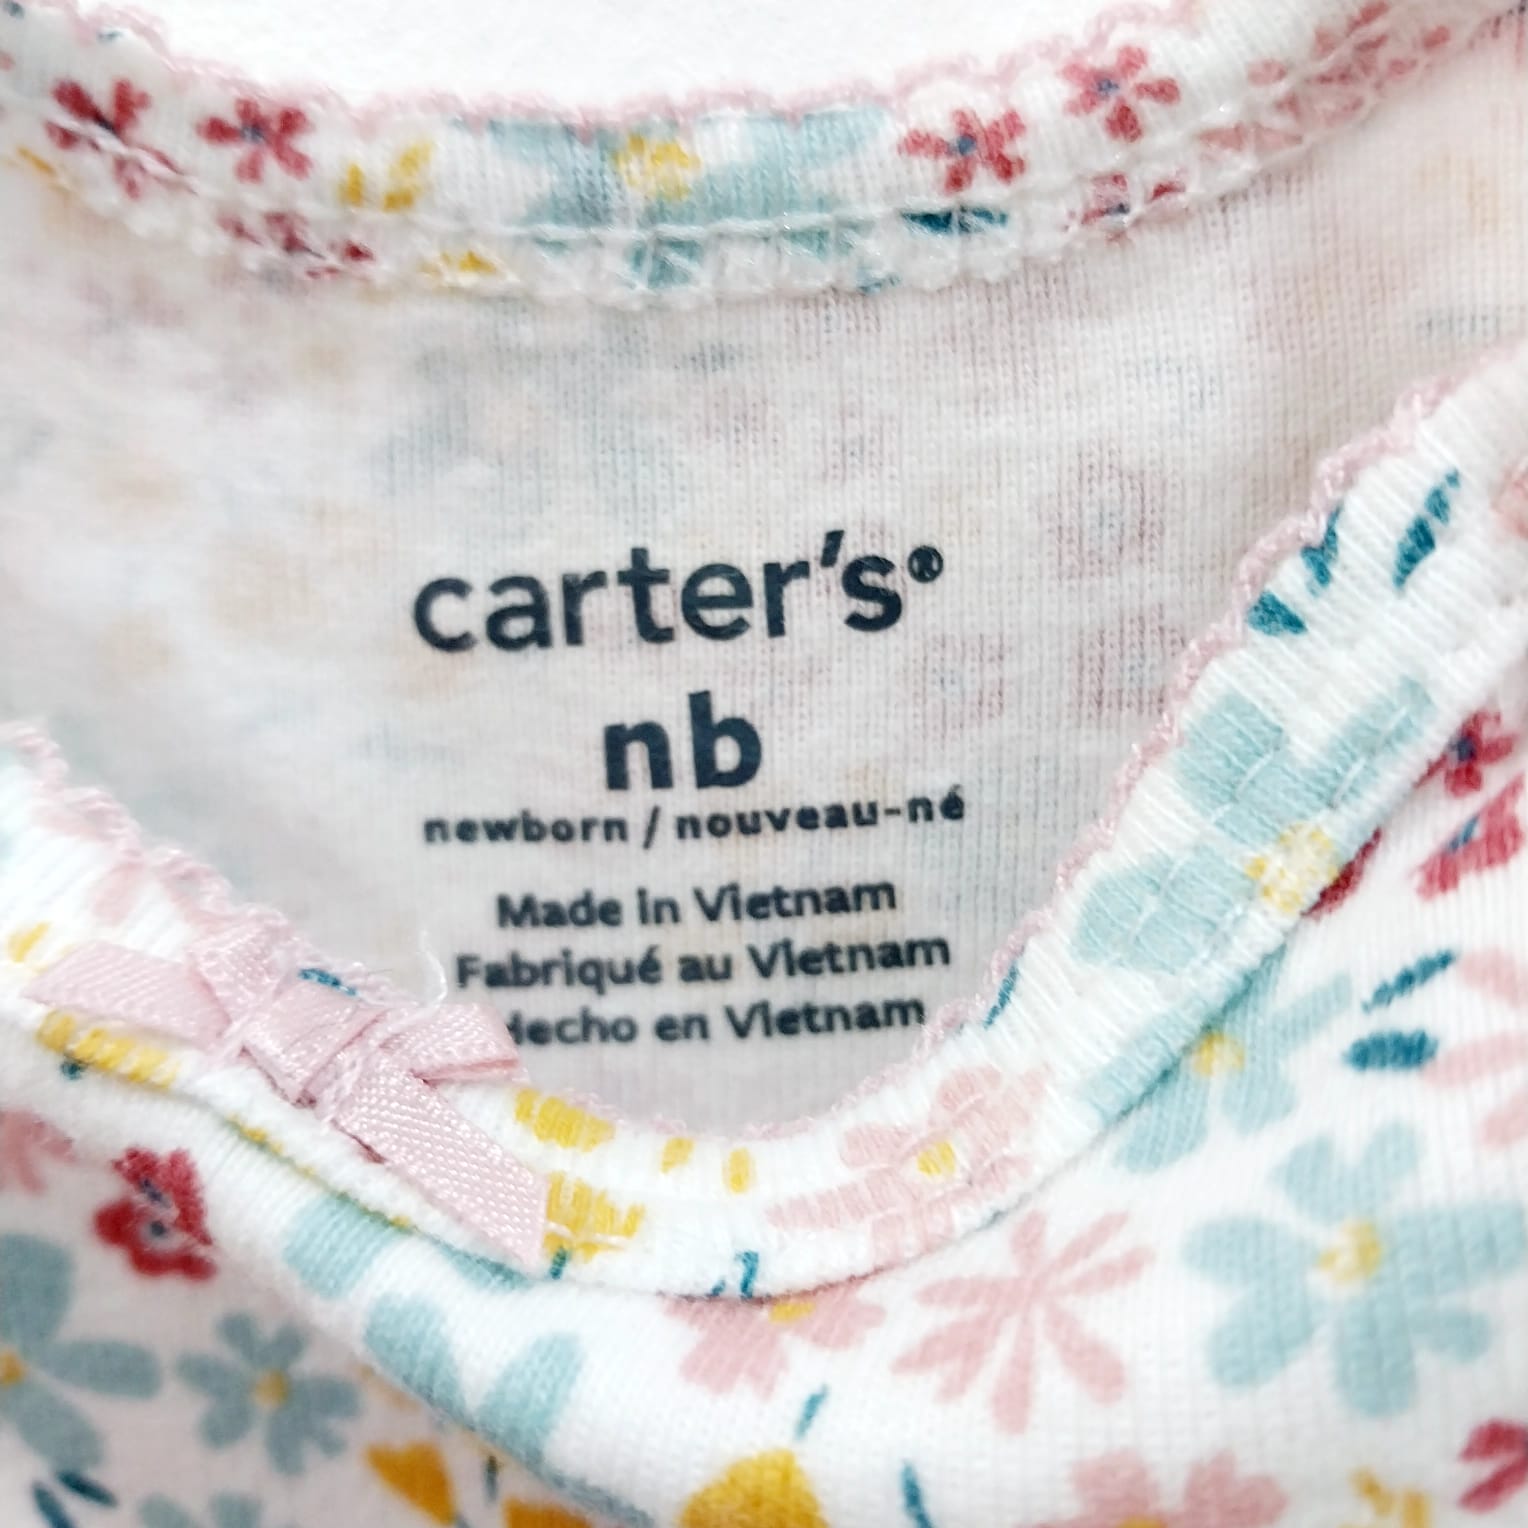 carter's®
nb
newborn / nouveau-né
Made in Vietnam
Fabriqué au Vietnam
Hecho en Vietnam